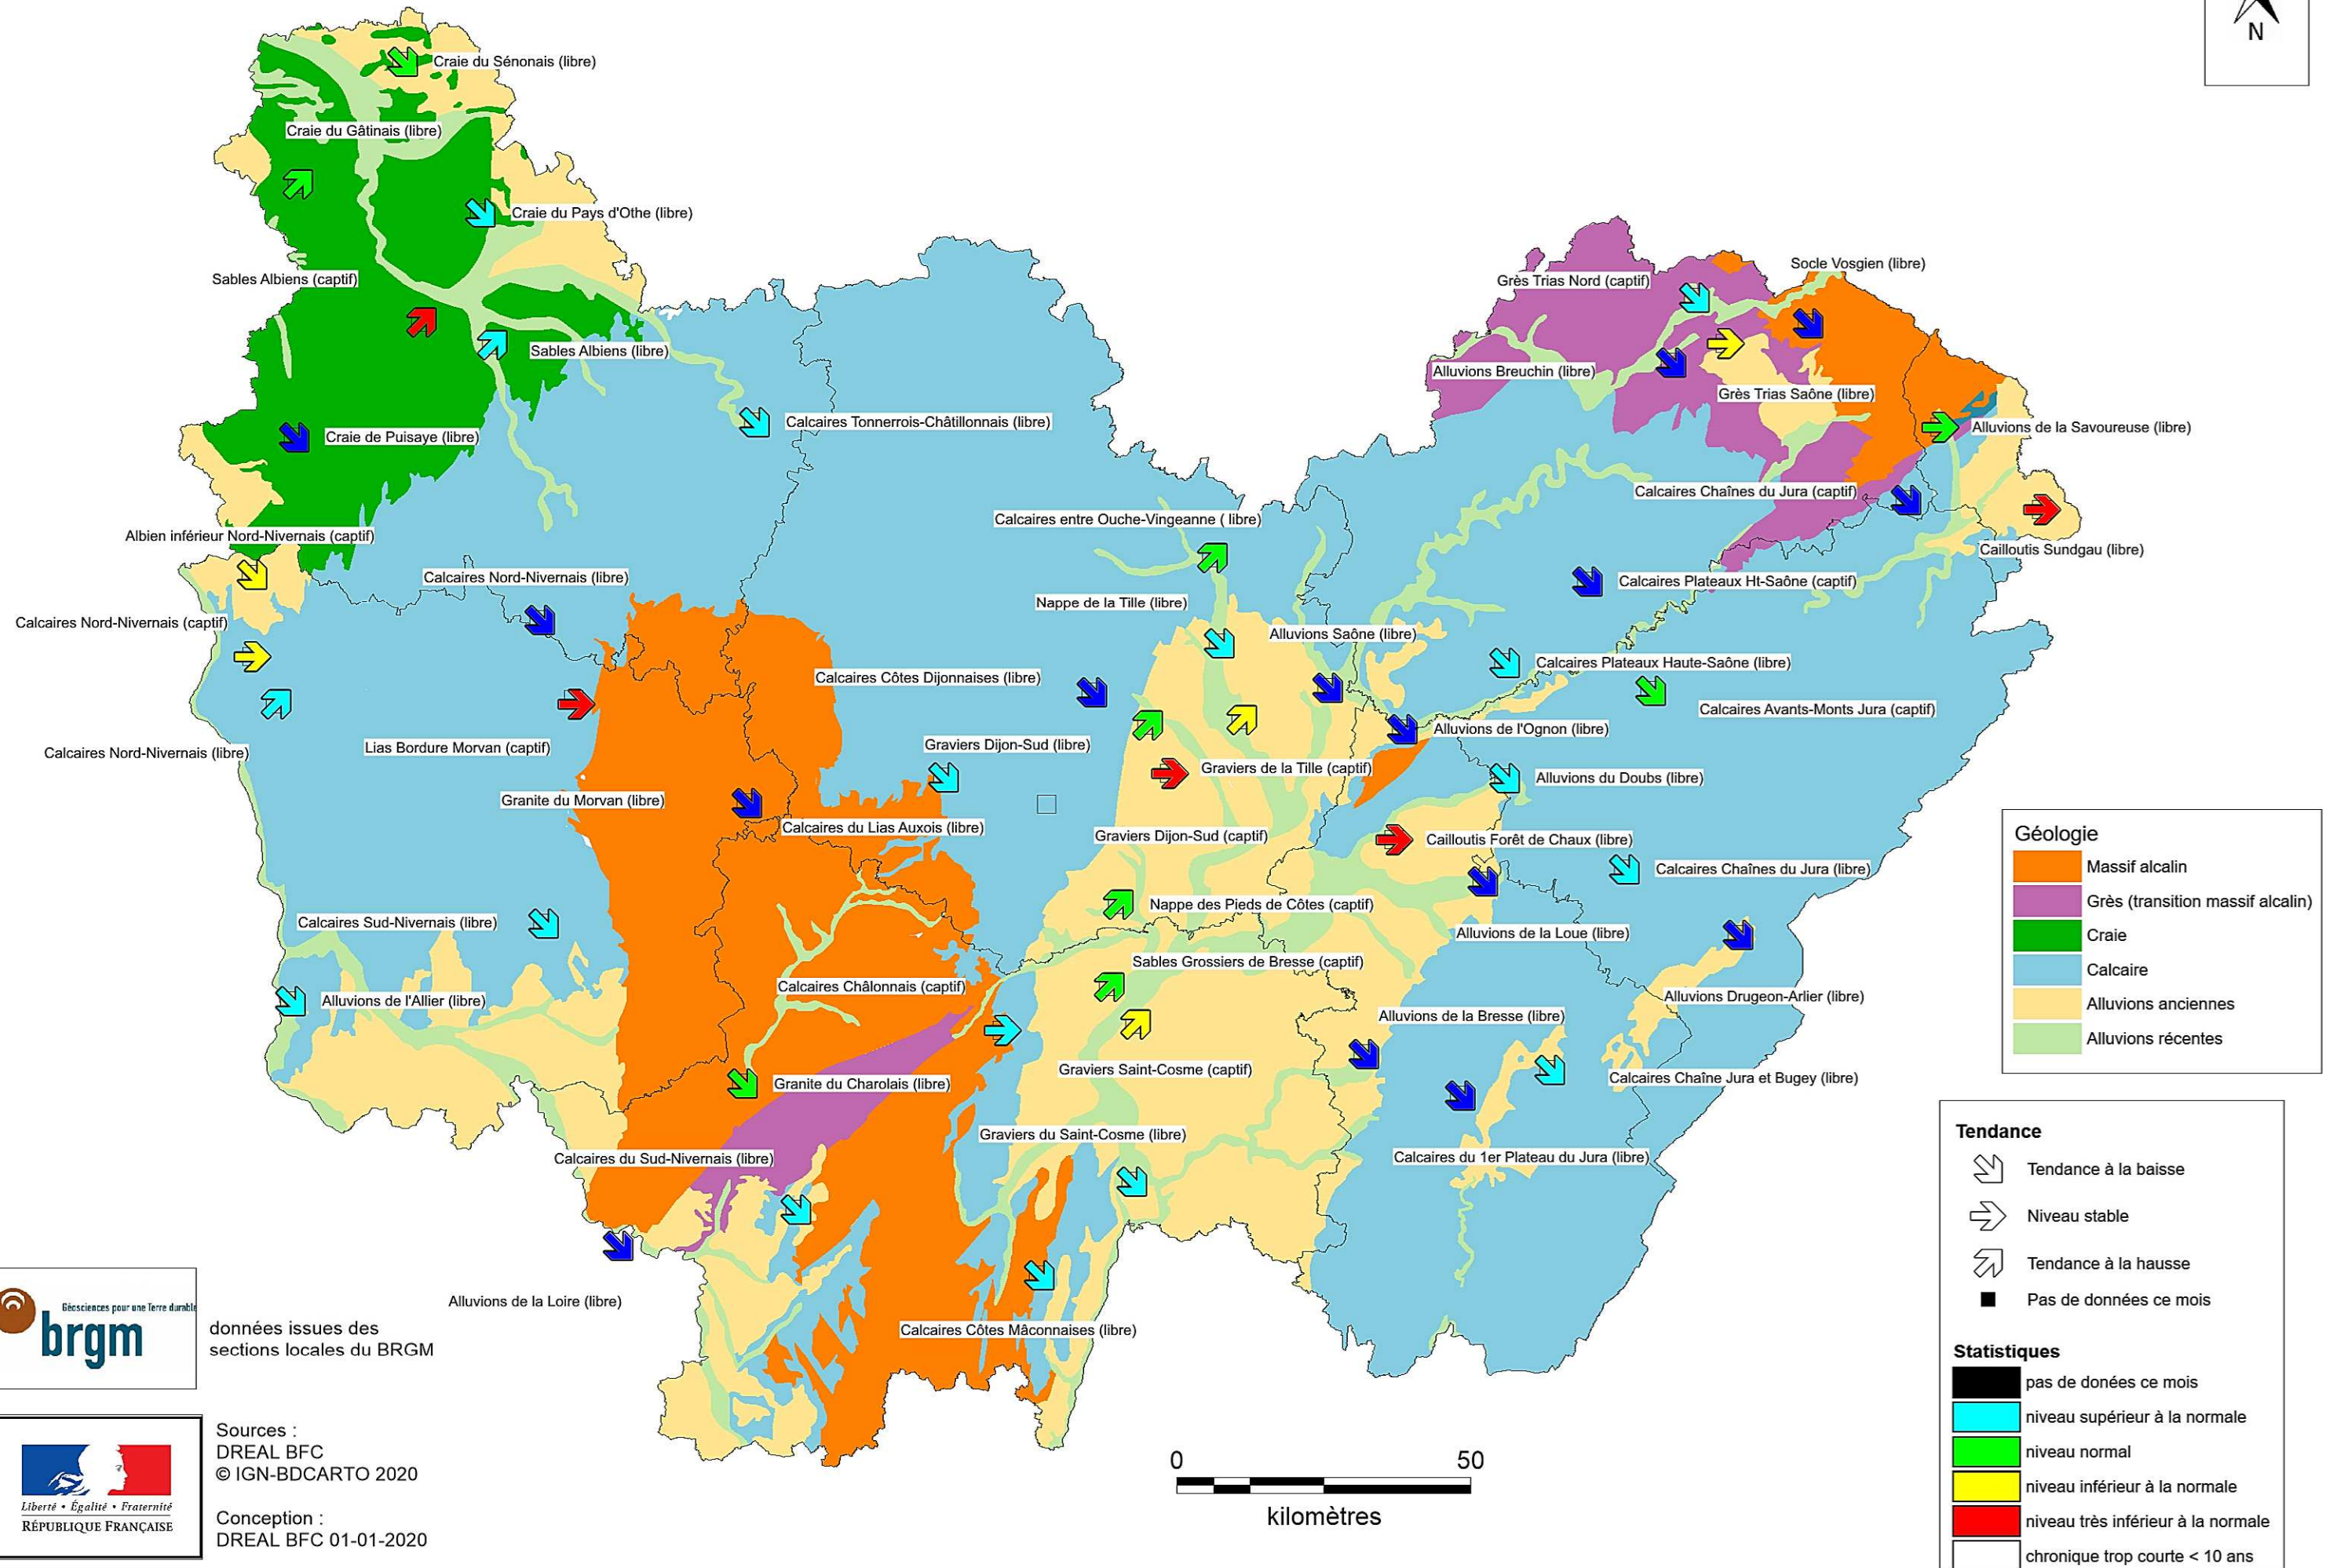 N
Craie du Sénonais (libre)
Craie du Gâtinais (libre)
Craie du Pays d'Othe (libre)
Sables Albiens (captif)
Socle Vosgien (libre)
Grès Trias Nord (captif)
Sables Albiens (libre)
Alluvions Breuchin (libre)
Grès Trias Saône (libre)
Calcaires Tonnerrois-Châtillonnais (libre)
Alluvions de la Savoureuse (libre)
Craie de Puisaye (libre)
Calcaires Chaînes du Jura (captif)
Calcaires entre Ouche-Vingeanne ( libre)
Albien inférieur Nord-Nivernais (captif)
Cailloutis Sundgau (libre)
Calcaires Nord-Nivernais (libre)
Calcaires Plateaux Ht-Saône (captif)
Nappe de la Tille (libre)
Calcaires Nord-Nivernais (captif)
Alluvions Saône (libre)
Calcaires Plateaux Haute-Saône (libre)
Calcaires Côtes Dijonnaises (libre)
Calcaires Avants-Monts Jura (captif)
Alluvions de l'Ognon (libre)
Calcaires Nord-Nivernais (libre)
Lias Bordure Morvan (captif)
Graviers Dijon-Sud (libre)
Graviers de la Tille (captif)
Alluvions du Doubs (libre)
Granite du Morvan (libre)
Calcaires du Lias Auxois (libre)
Graviers Dijon-Sud (captif)
Cailloutis Forêt de Chaux (libre)
Calcaires Chaînes du Jura (libre)
Nappe des Pieds de Côtes (captif)
Calcaires Sud-Nivernais (libre)
Alluvions de la Loue (libre)
Sables Grossiers de Bresse (captif)
Calcaires Châlonnais (captif)
Alluvions de l'Allier (libre)
Alluvions Drugeon-Arlier (libre)
Alluvions de la Bresse (libre)
Graviers Saint-Cosme (captif)
Calcaires Chaîne Jura et Bugey (libre)
Granite du Charolais (libre)
Graviers du Saint-Cosme (libre)
Calcaires du Sud-Nivernais (libre)
Calcaires du 1er Plateau du Jura (libre)
Alluvions de la Loire (libre)
Calcaires Côtes Mâconnaises (libre)
Géologie
Massif alcalin
Grès (transition massif alcalin)
Craie
Calcaire
Alluvions anciennes
Alluvions récentes
Tendance
Tendance à la baisse
Niveau stable
Tendance à la hausse
Pas de données ce mois
Statistiques
pas de donées ce mois
niveau supérieur à la normale
niveau normal
niveau inférieur à la normale
niveau très inférieur à la normale
chronique trop courte < 10 ans
Géosciences pour une Terre durable
brgm
données issues des
sections locales du BRGM
Liberté • Égalité • Fraternité
RÉPUBLIQUE FRANÇAISE
Sources :
DREAL BFC
© IGN-BDCARTO 2020
Conception :
DREAL BFC 01-01-2020
0 50
kilomètres